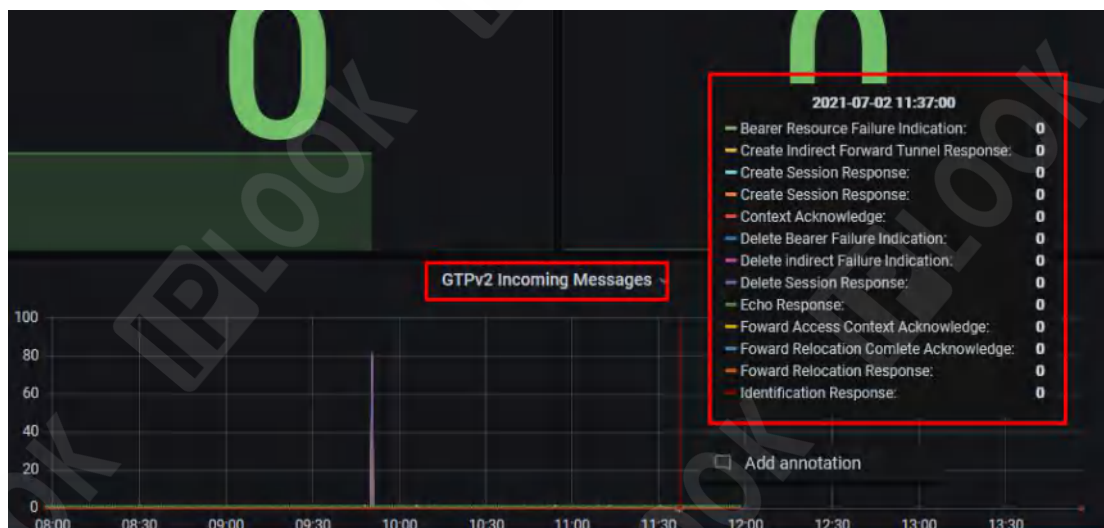 0
0
2021-07-02 11:37:00
Bearer Resource Failure Indication: 0
Create Indirect Forward Tunnel Response: 0
Create Session Response: 0
Create Session Response: 0
Context Acknowledge: 0
Delete Bearer Failure Indication: 0
Delete indirect Failure Indication: 0
Delete Session Response: 0
Echo Response: 0
Foward Access Context Acknowledge: 0
Foward Relocation Comlete Acknowledge: 0
Foward Relocation Response: 0
Identification Response: 0
GTPv2 Incoming Messages
100
80
60
40
20
0
Add annotation
08:00 08:30 09:00 09:30 10:00 10:30 11:00 11:30 12:00 12:30 13:00 13:30
IPLOOK
IPLOOK